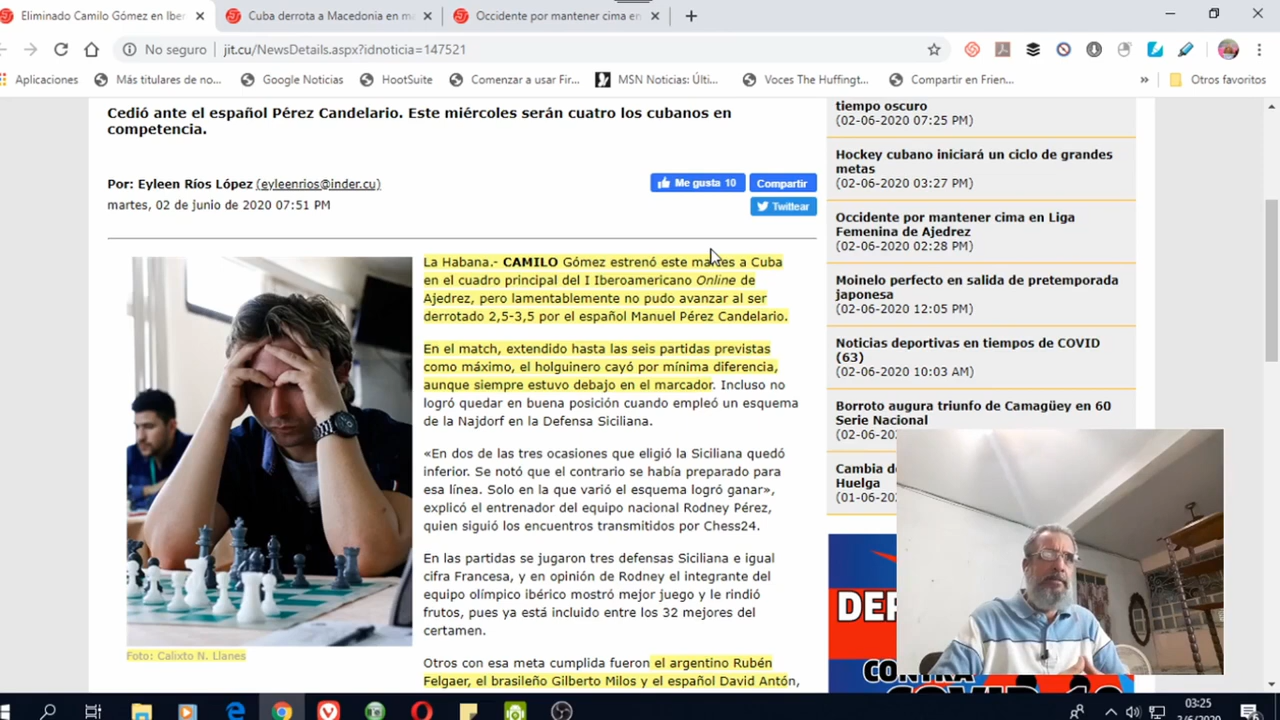 Eliminado Camilo Gómez en Iber
Cuba derrota a Macedonia en m
Occidente por mantener cima en
No seguro
jit.cu/NewsDetails.aspx?idnoticia=147521
Aplicaciones
Más titulares de no...
Google Noticias
HootSuite
Comenzar a usar Fir...
MSN Noticias: Últi...
Voces The Huffingt...
Compartir en Frien...
»
Otros favoritos
Cedió ante el español Pérez Candelario. Este miércoles serán cuatro los cubanos en
competencia.
Por: Eyleen Ríos López (eyleenrios@inder.cu)
martes, 02 de junio de 2020 07:51 PM
Me gusta 10
Compartir
Twittear
La Habana.- CAMILO Gómez estrenó este martes a Cuba
en el cuadro principal del I Iberoamericano Online de
Ajedrez, pero lamentablemente no pudo avanzar al ser
derrotado 2,5-3,5 por el español Manuel Pérez Candelario.
En el match, extendido hasta las seis partidas previstas
como máximo, el holguinero cayó por mínima diferencia,
aunque siempre estuvo debajo en el marcador. Incluso no
logró quedar en buena posición cuando empleó un esquema
de la Najdorf en la Defensa Siciliana.
«En dos de las tres ocasiones que eligió la Siciliana quedó
inferior. Se notó que el contrario se había preparado para
esa línea. Solo en la que varió el esquema logró ganar»,
explicó el entrenador del equipo nacional Rodney Pérez,
quien siguió los encuentros transmitidos por Chess24.
En las partidas se jugaron tres defensas Siciliana e igual
cifra Francesa, y en opinión de Rodney el integrante del
equipo olímpico ibérico mostró mejor juego y le rindió
frutos, pues ya está incluido entre los 32 mejores del
certamen.
Otros con esa meta cumplida fueron el argentino Rubén
Felgaer, el brasileño Gilberto Milos y el español David Antón,
Foto: Calixto N. Llanes
tiempo oscuro
(02-06-2020 07:25 PM)
Hockey cubano iniciará un ciclo de grandes
metas
(02-06-2020 03:27 PM)
Occidente por mantener cima en Liga
Femenina de Ajedrez
(02-06-2020 02:28 PM)
Moinelo perfecto en salida de pretemporada
japonesa
(02-06-2020 12:05 PM)
Noticias deportivas en tiempos de COVID
(63)
(02-06-2020 10:03 AM)
Borroto augura triunfo de Camagüey en 60
Serie Nacional
(02-06-202
Cambia de
Huelga
(01-06-202
DEP
CONTRA
03:25